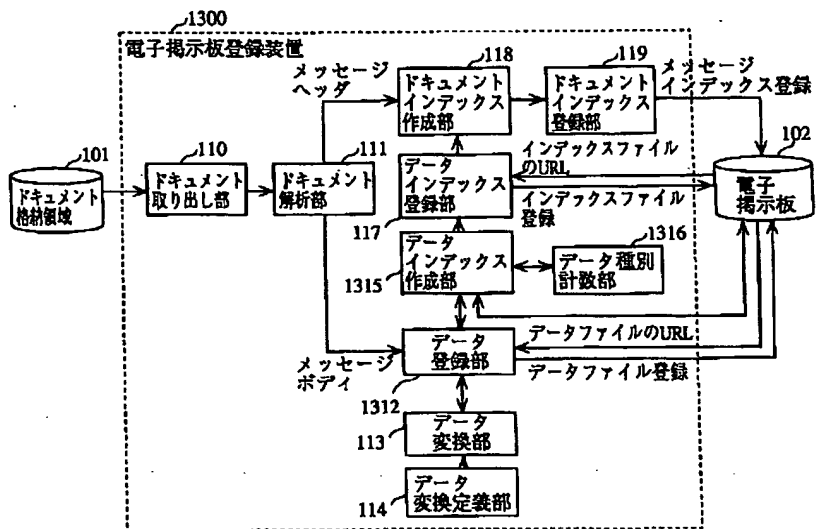 1300
電子掲示板登録装置
メッセージ
ヘッダ
118
ドキュメント
インデックス
作成部
119
ドキュメント
インデックス
登録部
メッセージ
インデックス登録
101
ドキュメント
格納領域
110
ドキュメント
取り出し部
111
ドキュメント
解析部
データ
インデックス
登録部
117
インデックスファイル
のURL
インデックスファイル
登録
102
電子
掲示板
データ
インデックス
作成部
1315
1316
データ種別
計数部
メッセージ
ボディ
データ
登録部
1312
データファイルのURL
データファイル登録
113
データ
変換部
114
データ
変換定義部